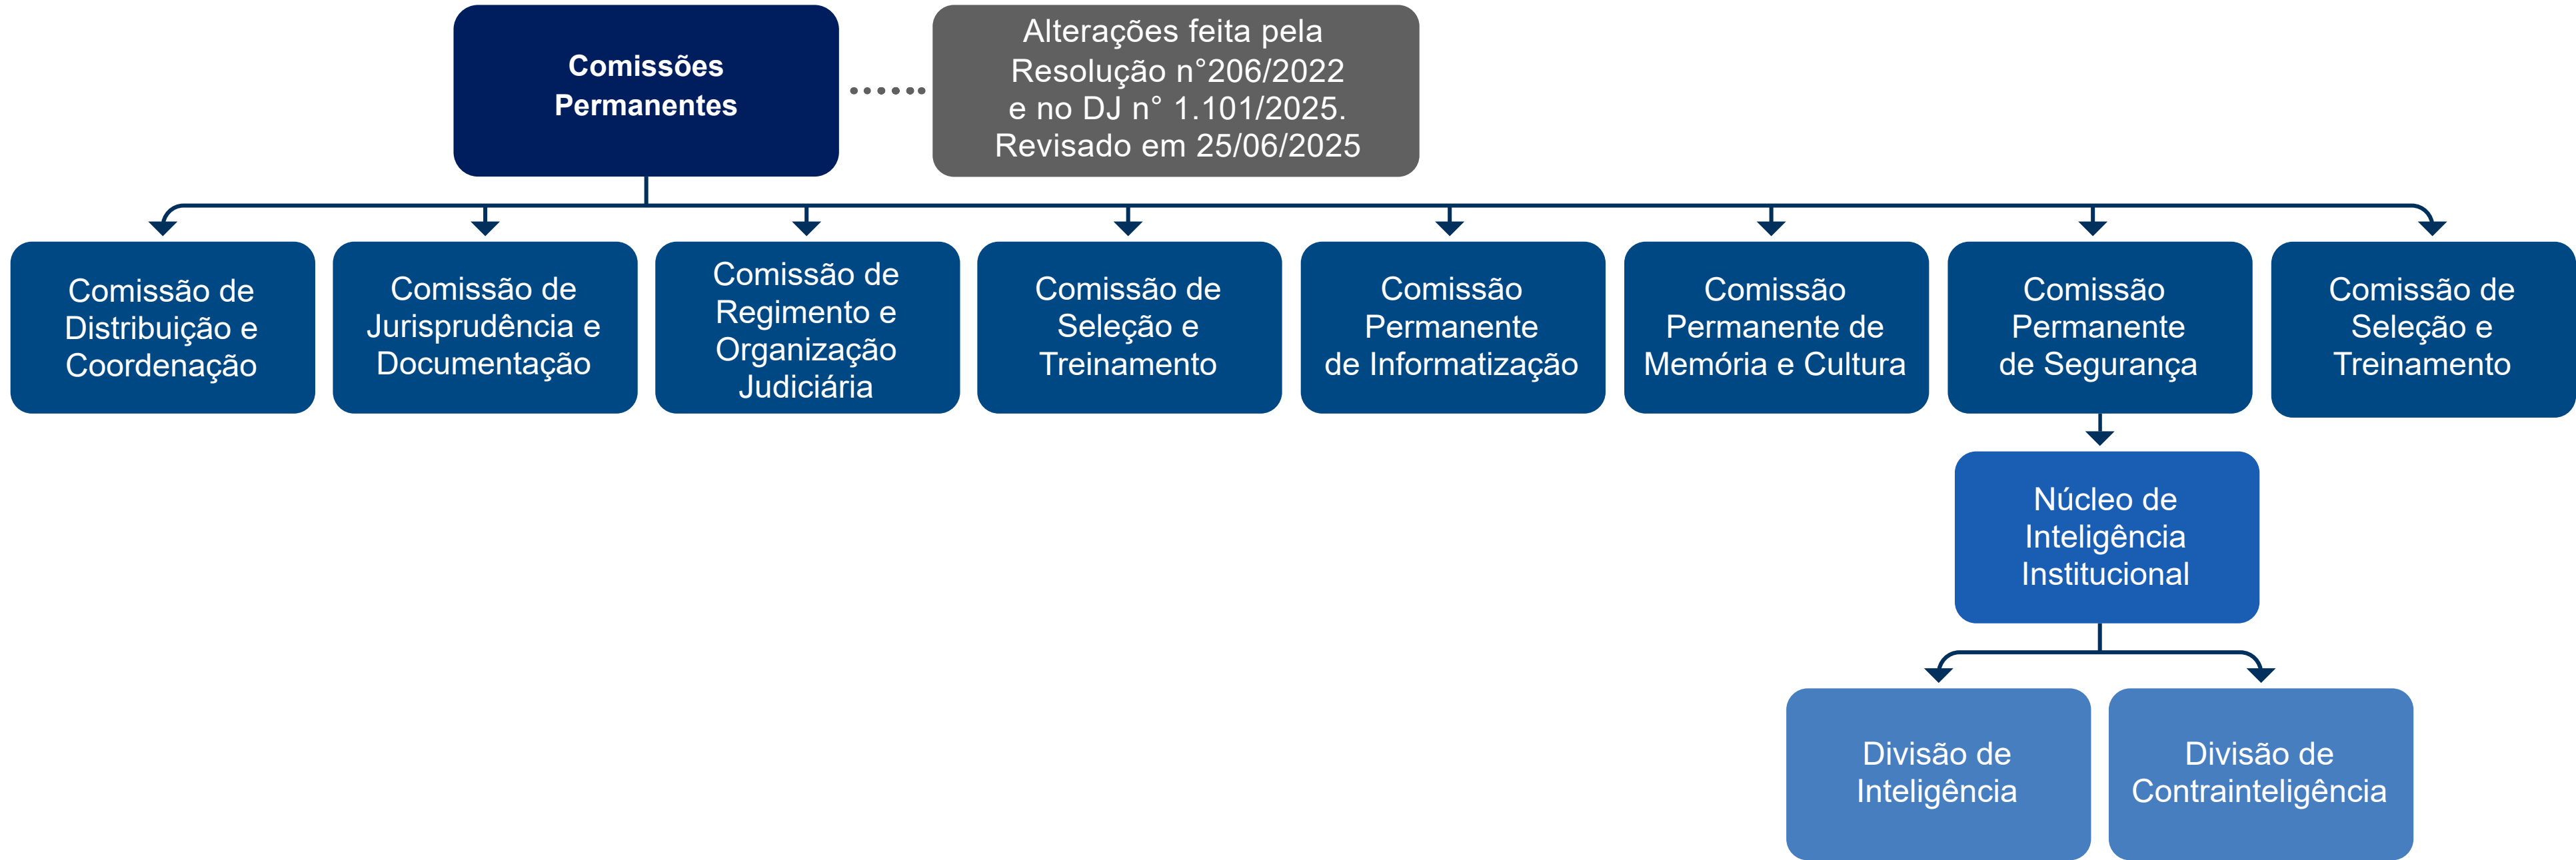 Comissões
Permanentes
Alterações feita pela
Resolução n°206/2022
e no DJ n° 1.101/2025.
Revisado em 25/06/2025
Comissão de
Distribuição e
Coordenação
Comissão de
Jurisprudência e
Documentação
Comissão de
Regimento e
Organização
Judiciária
Comissão de
Seleção e
Treinamento
Comissão
Permanente
de Informatização
Comissão
Permanente de
Memória e Cultura
Comissão
Permanente
de Segurança
Comissão de
Seleção e
Treinamento
Núcleo de
Inteligência
Institucional
Divisão de
Inteligência
Divisão de
Contrainteligência